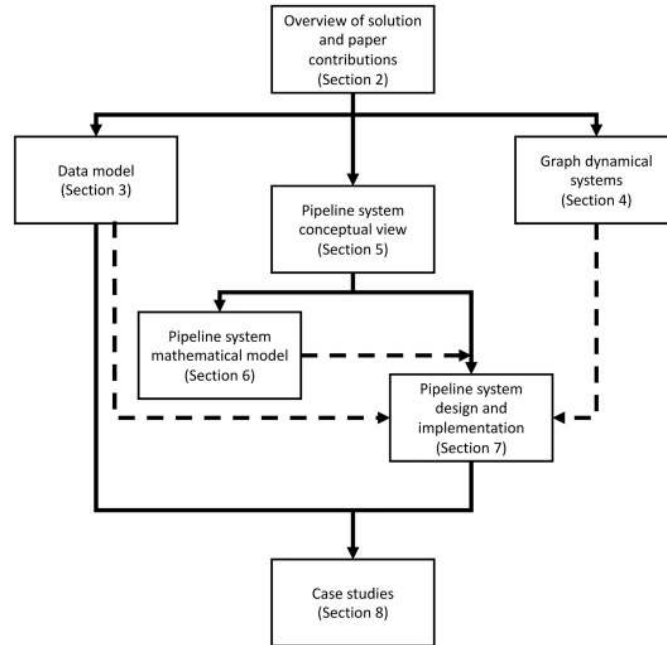 Overview of solution
and paper
contributions
(Section 2)
Data model
(Section 3)
Graph dynamical
systems
(Section 4)
Pipeline system
conceptual view
(Section 5)
Pipeline system
mathematical model
(Section 6)
Pipeline system
design and
implementation
(Section 7)
Case studies
(Section 8)